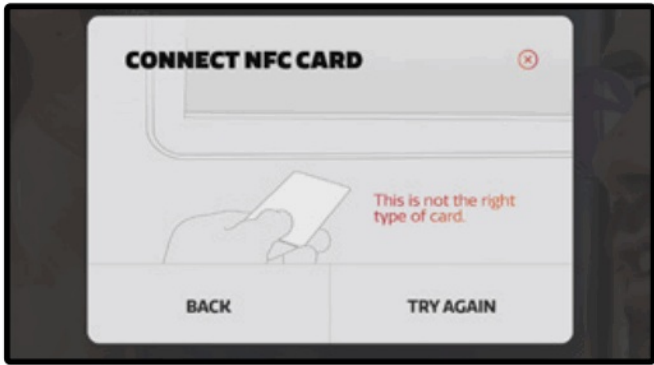 CONNECT NFC CARD
This is not the right
type of card.
BACK
TRY AGAIN